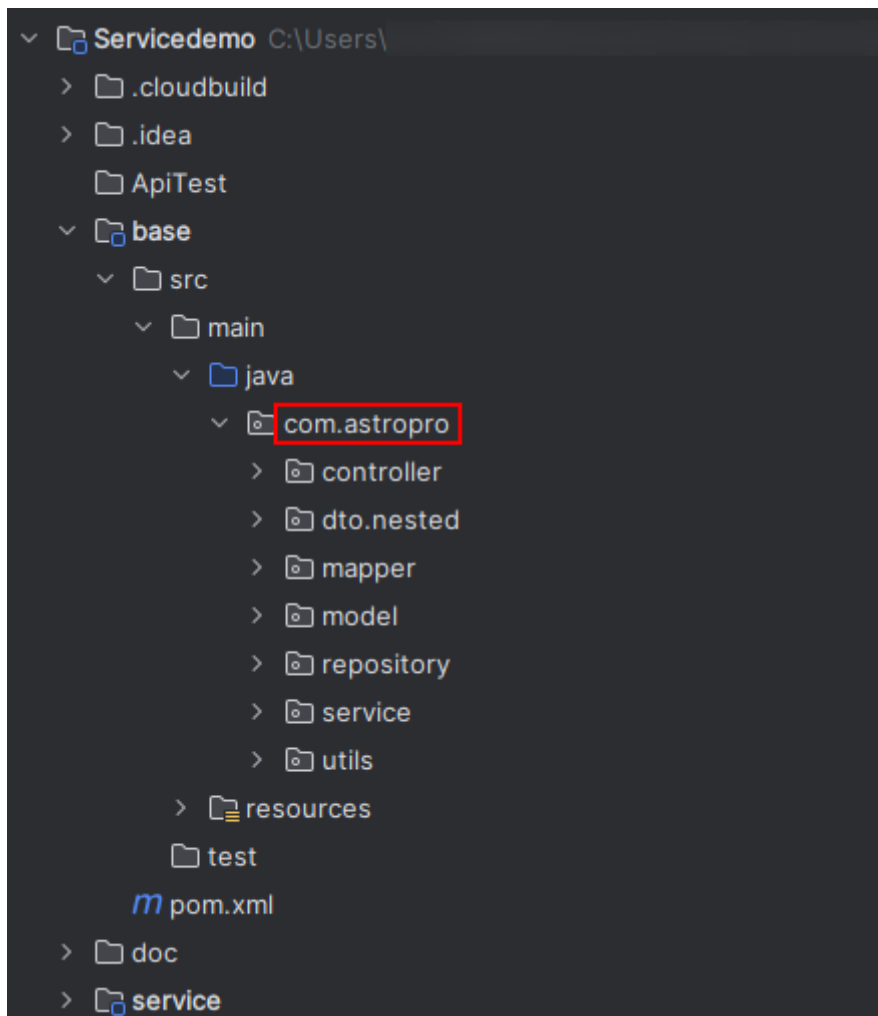 Servicedemo C:\Users\
.cloudbuild
.idea
ApiTest
base
src
main
java
com.astropro
controller
dto.nested
mapper
model
repository
service
utils
resources
test
m pom.xml
doc
service